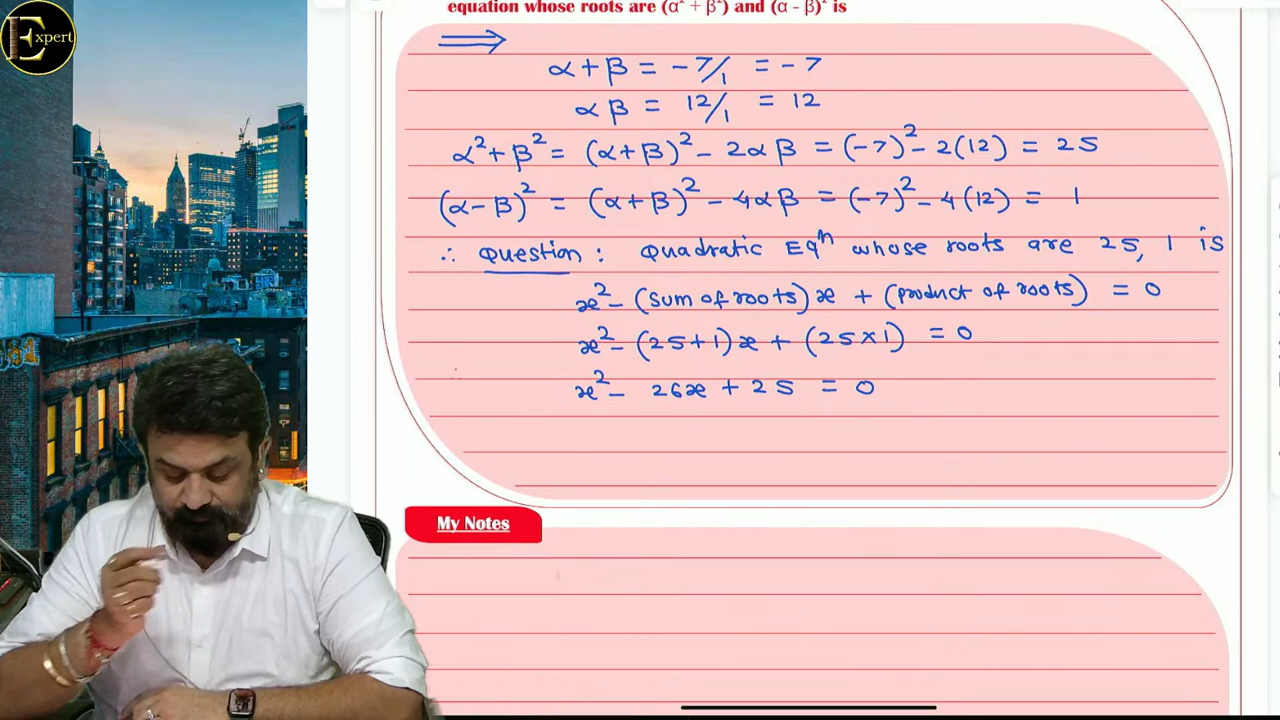 Expert
equation whose roots are (α² + β²) and (α - β)² is
⟹
α + β = - 7/1 = - 7
α β = 12/1 = 12
α² + β² = (α + β)² - 2α β = (-7)² - 2(12) = 25
(α - β)² = (α + β)² - 4α β = (-7)² - 4(12) = 1
∴ Question : Quadratic Eqⁿ whose roots are 25, 1 is
x² - (sum of roots) x + (product of roots) = 0
x² - (25+1) x + (25×1) = 0
x² - 26x + 25 = 0
My Notes